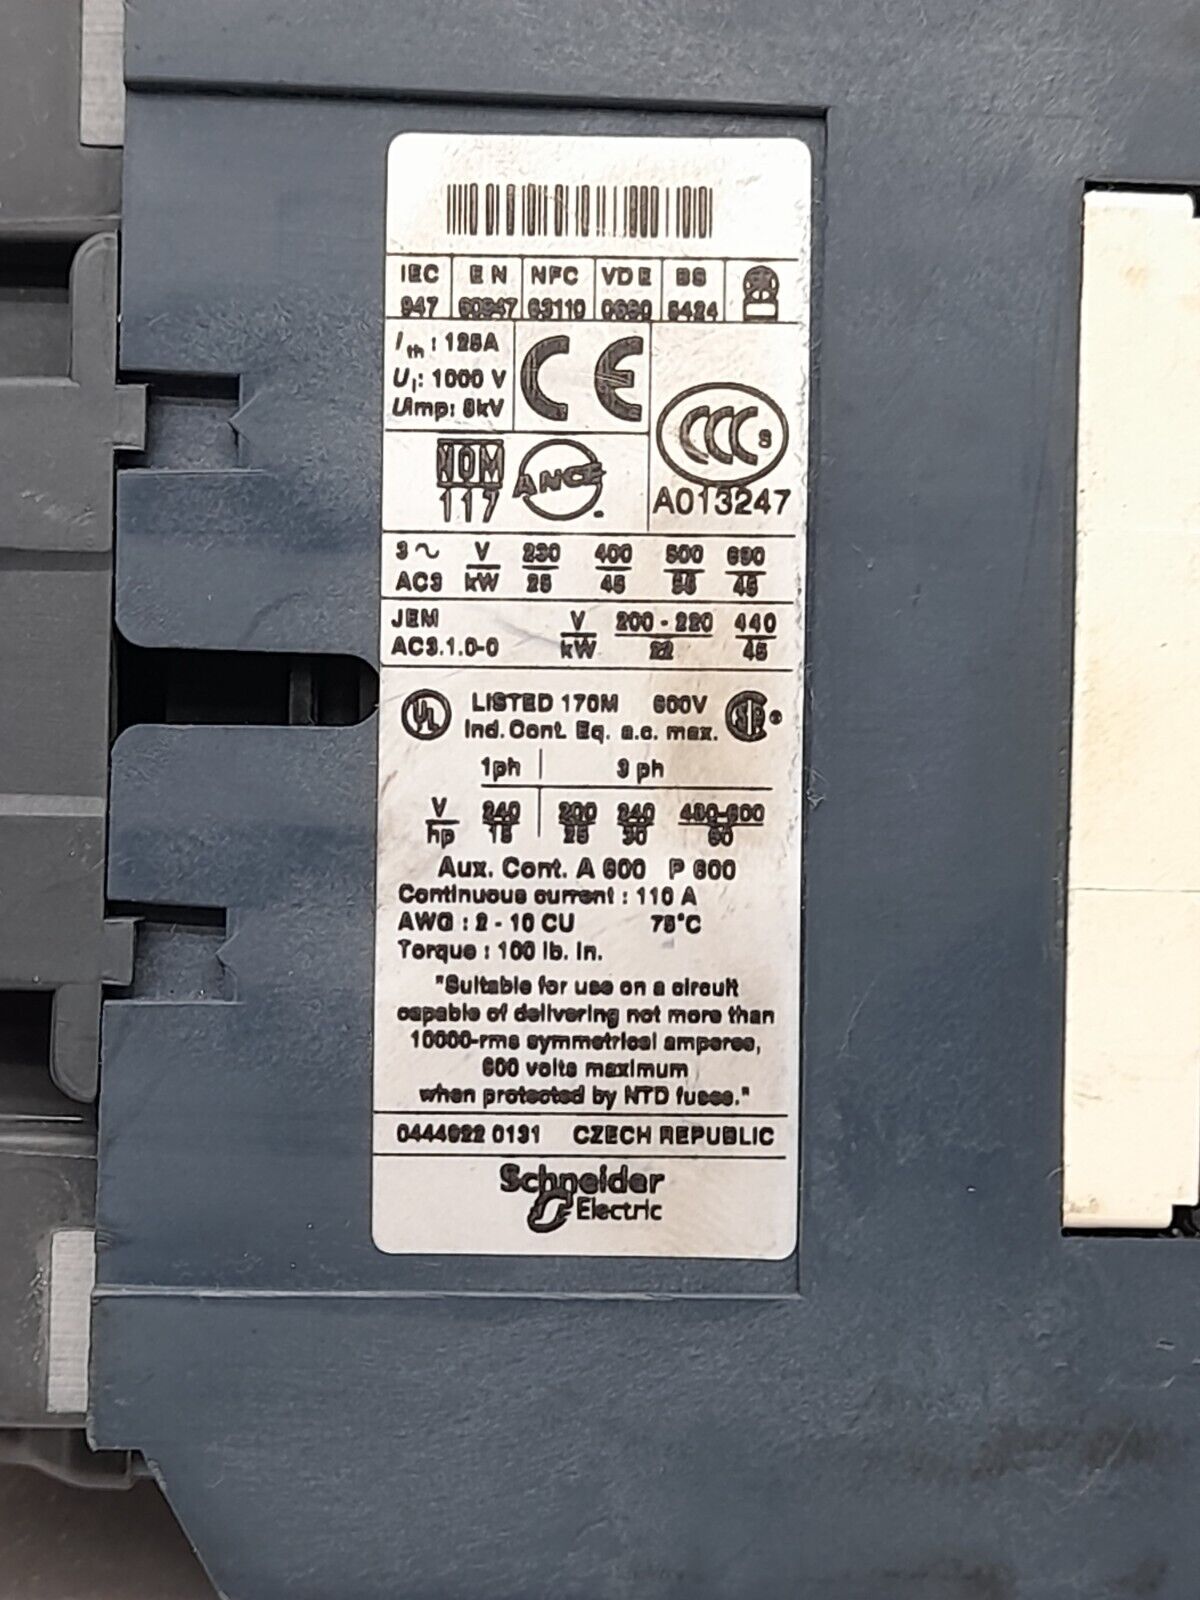 IEC EN NFC VDE BS
947 60947 63110 0660 5424
Ith : 125A
Ui: 1000 V
Uimp: 8kV
CE
CCC S
A013247
NOM
117
ANCE
3~ V 230 400 500 690
AC3 kW 25 45 55 45
JEM V 200 - 220 440
AC3.1.0-0 kW 22 45
UL LISTED 170M 600V
Ind. Cont. Eq. a.c. max.
1ph 3 ph
V 240 200 240 480-600
hp 15 25 30 60
Aux. Cont. A 600 P 600
Continuous current : 110 A
AWG : 2 - 10 CU 75°C
Torque : 100 lb. in.
"Suitable for use on a circuit
capable of delivering not more than
10000-rms symmetrical amperes,
600 volts maximum
when protected by NTD fuses."
0131 CZECH REPUBLIC
Schneider
Electric